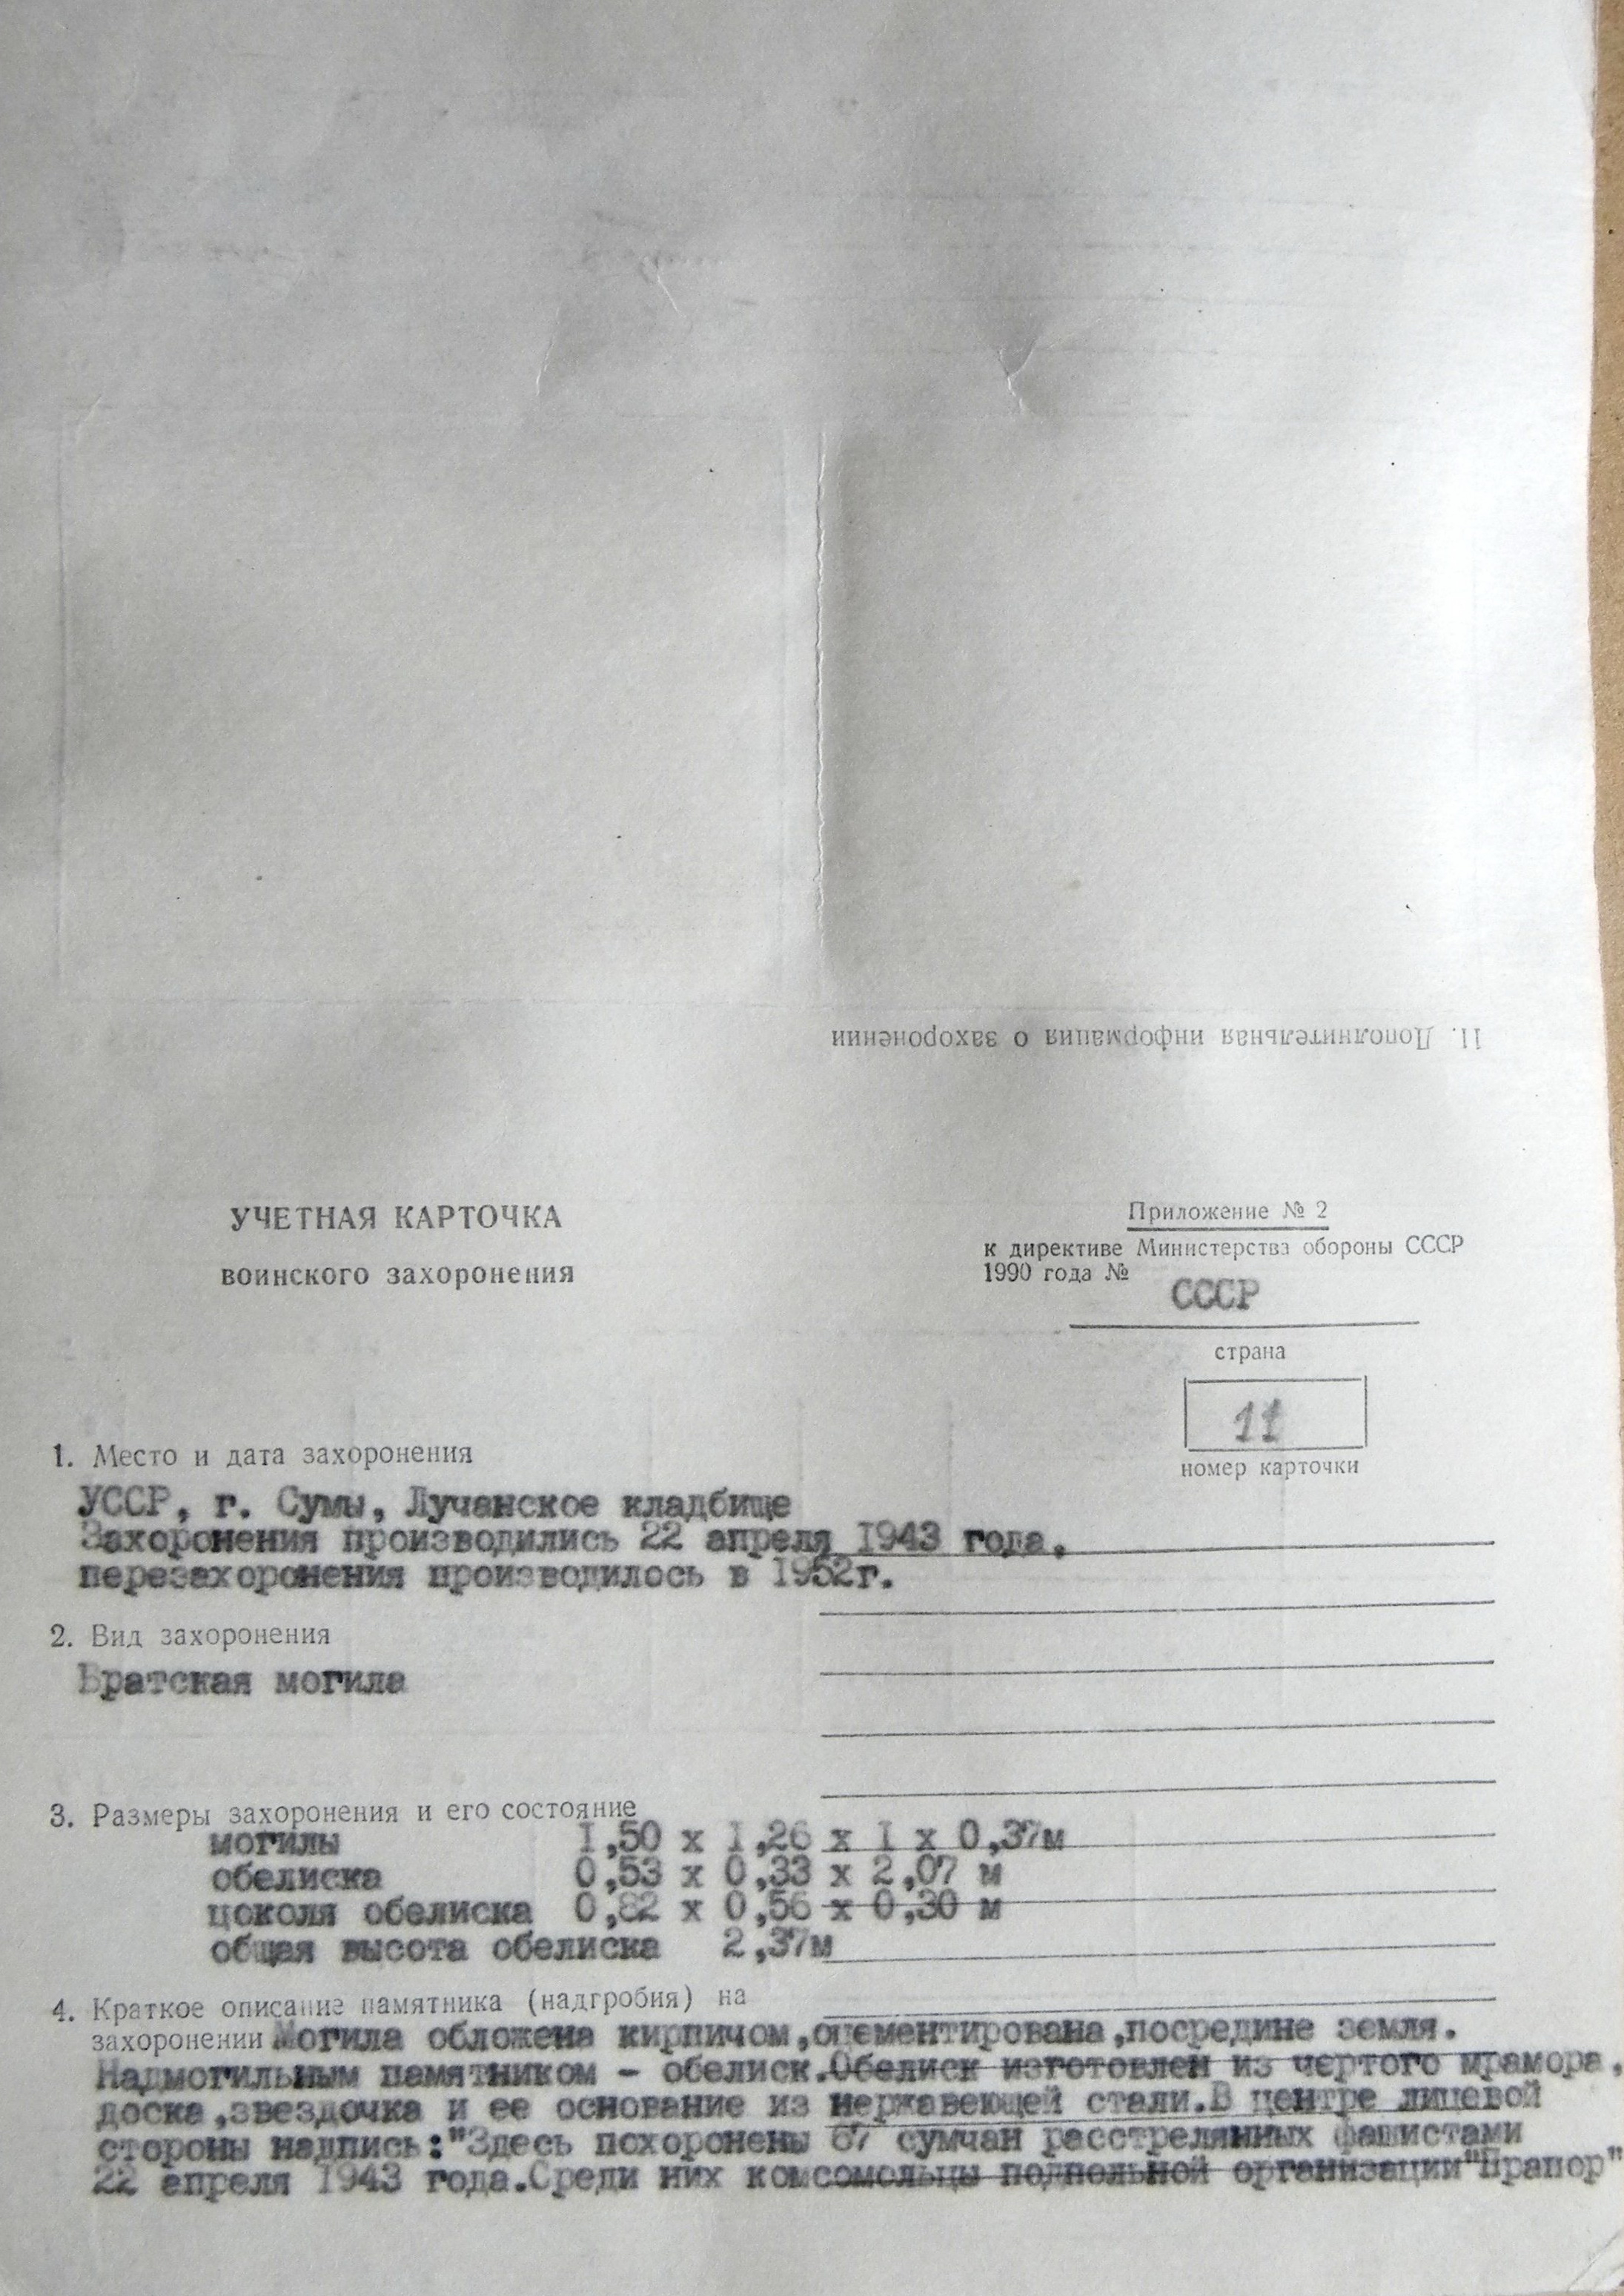 11. Дополнительная информация о захоронении
УЧЕТНАЯ КАРТОЧКА
воинского захоронения
Приложение № 2
к директиве Министерства обороны СССР
1990 года №
СССР
страна
11
номер карточки
1. Место и дата захоронения
УССР, г. Сумы, Лучанское кладбище
Захоронения производились 22 апреля 1943 года.
перезахоронения производилось в 1952г.
2. Вид захоронения
Братская могила
3. Размеры захоронения и его состояние
могилы 1,50 х 1,26 х 1 х 0,37м
обелиска 0,53 х 0,33 х 2,07 м
цоколя обелиска 0,82 х 0,56 х 0,30 м
общая высота обелиска 2,37м
4. Краткое описание памятника (надгробия) на
захоронении Могила обложена кирпичом,оцементирована,посредине земля.
Надмогильным памятником - обелиск.Обелиск изготовлен из чертого мрамора,
доска,звездочка и ее основание из нержавеющей стали.В центре лицевой
стороны надпись:"Здесь похоронены 67 сумчан расстрелянных фашистами
22 апреля 1943 года.Среди них комсомольцы подпольной организации"Прапор"